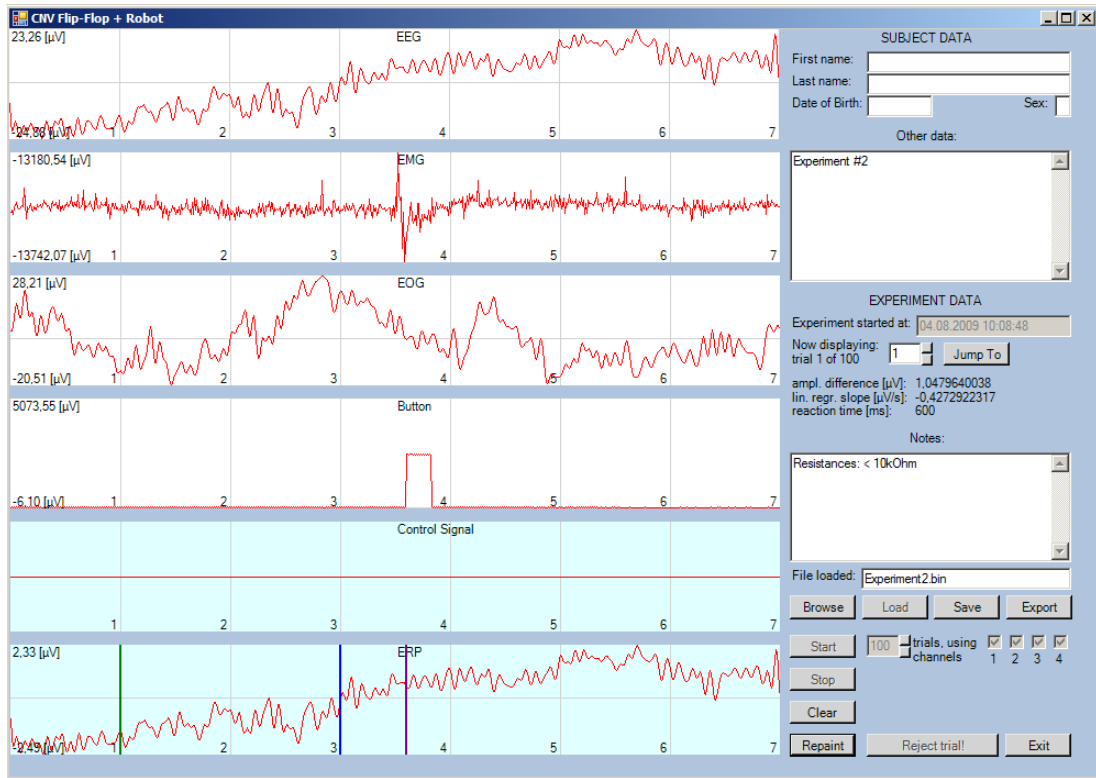 CNV Flip-Flop + Robot
23,26 [µV]
EEG
-24,88 [µV]
1 2 3 4 5 6 7
-13180,54 [µV]
EMG
-13742,07 [µV]
1 2 3 4 5 6 7
28,21 [µV]
EOG
-20,51 [µV]
1 2 3 4 5 6 7
5073,55 [µV]
Button
-6,10 [µV]
1 2 3 4 5 6 7
Control Signal
1 2 3 4 5 6 7
2,33 [µV]
ERP
-2,49 [µV]
1 2 3 4 5 6 7
SUBJECT DATA
First name:
Last name:
Date of Birth: Sex:
Other data:
Experiment #2
EXPERIMENT DATA
Experiment started at: 04.08.2009 10:08:48
Now displaying:
trial 1 of 100
1
Jump To
ampl. difference [µV]: 1,0479640038
lin. regr. slope [µV/s]: -0,4272922317
reaction time [ms]: 600
Notes:
Resistances: < 10kOhm
File loaded: Experiment2.bin
Browse Load Save Export
Start 100 trials, using
channels 1 2 3 4
Stop
Clear
Repaint Reject trial! Exit